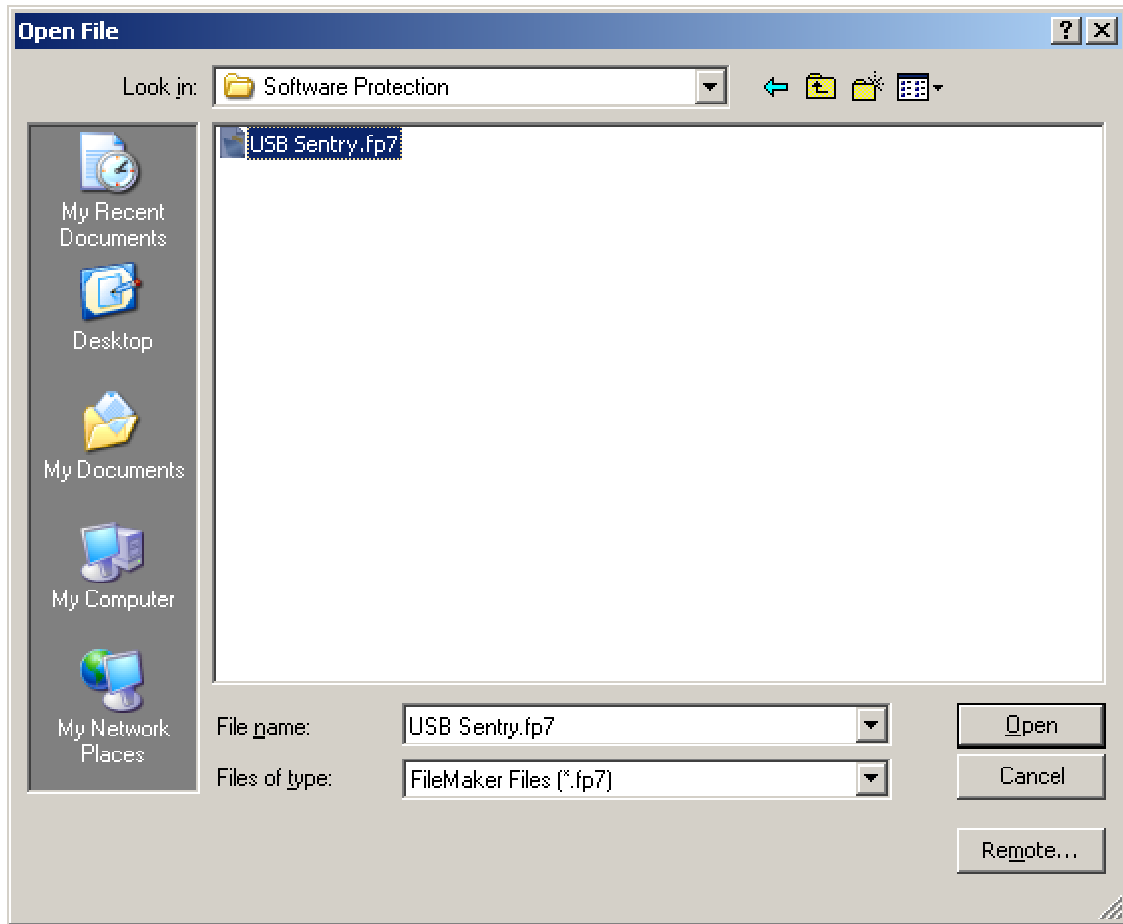 Open File
Look in:
Software Protection
USB Sentry.fp7
My Recent
Documents
Desktop
My Documents
My Computer
My Network
Places
File name:
USB Sentry.fp7
Open
Files of type:
FileMaker Files (*.fp7)
Cancel
Remote...